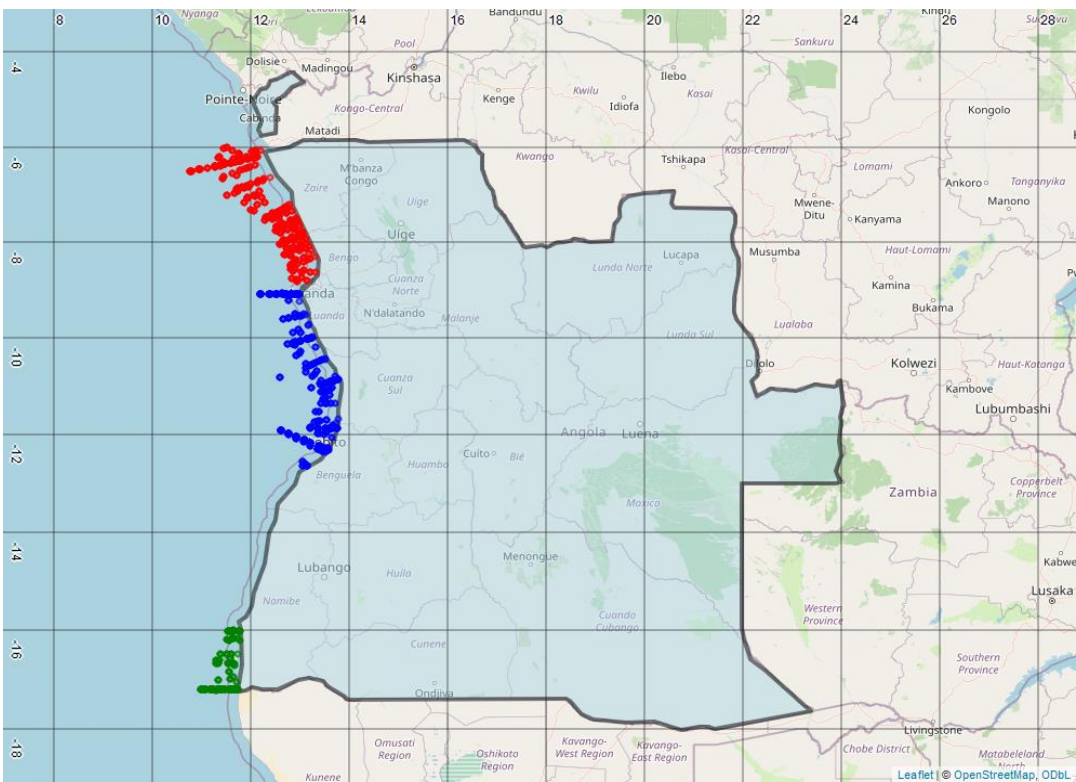 8 10 12 14 16 18 20 22 24 26 28
Nyanga
Bandundu
Sankuru
-4
Dolisie
Madingou
Pool
Kinshasa
Ilebo
Kasaï
Pointe-Noire
Kenge
Kwilu
Idiofa
Kongolo
Cabinda
Kongo-Central
Matadi
-6
Kwango
Tshikapa
Kasaï-Central
Lomami
M'banza
Congo
Zaire
Ankoro
Tanganyika
Mwene-
Ditu
Manono
Uíge
Kanyama
Uíge
-8
Bengo
Lunda Norte
Lucapa
Musumba
Haut-Lomami
Cuanza
Norte
Kamina
Bukama
Luanda
N'dalatando
Malanje
Lunda Sul
Lualaba
-10
Dilolo
Kolwezi
Haut-Katanga
Cuanza
Sul
Kambove
Lubumbashi
Angola
Luena
-12
Lobito
Cuíto
Bié
Benguela
Huambo
Zambia
Copperbelt
Province
Moxico
-14
Menongue
Lubango
Huíla
Kabwe
Lusaka
Namibe
Cuando
Cubango
Western
Province
-16
Cunene
Southern
Province
Ondjiva
-18
Livingstone
Omusati
Region
Oshikoto
Region
Kavango-
West Region
Kavango-
East Region
Chobe District
Matabeleland
Kunene
Leaflet | © OpenStreetMap, ODbL